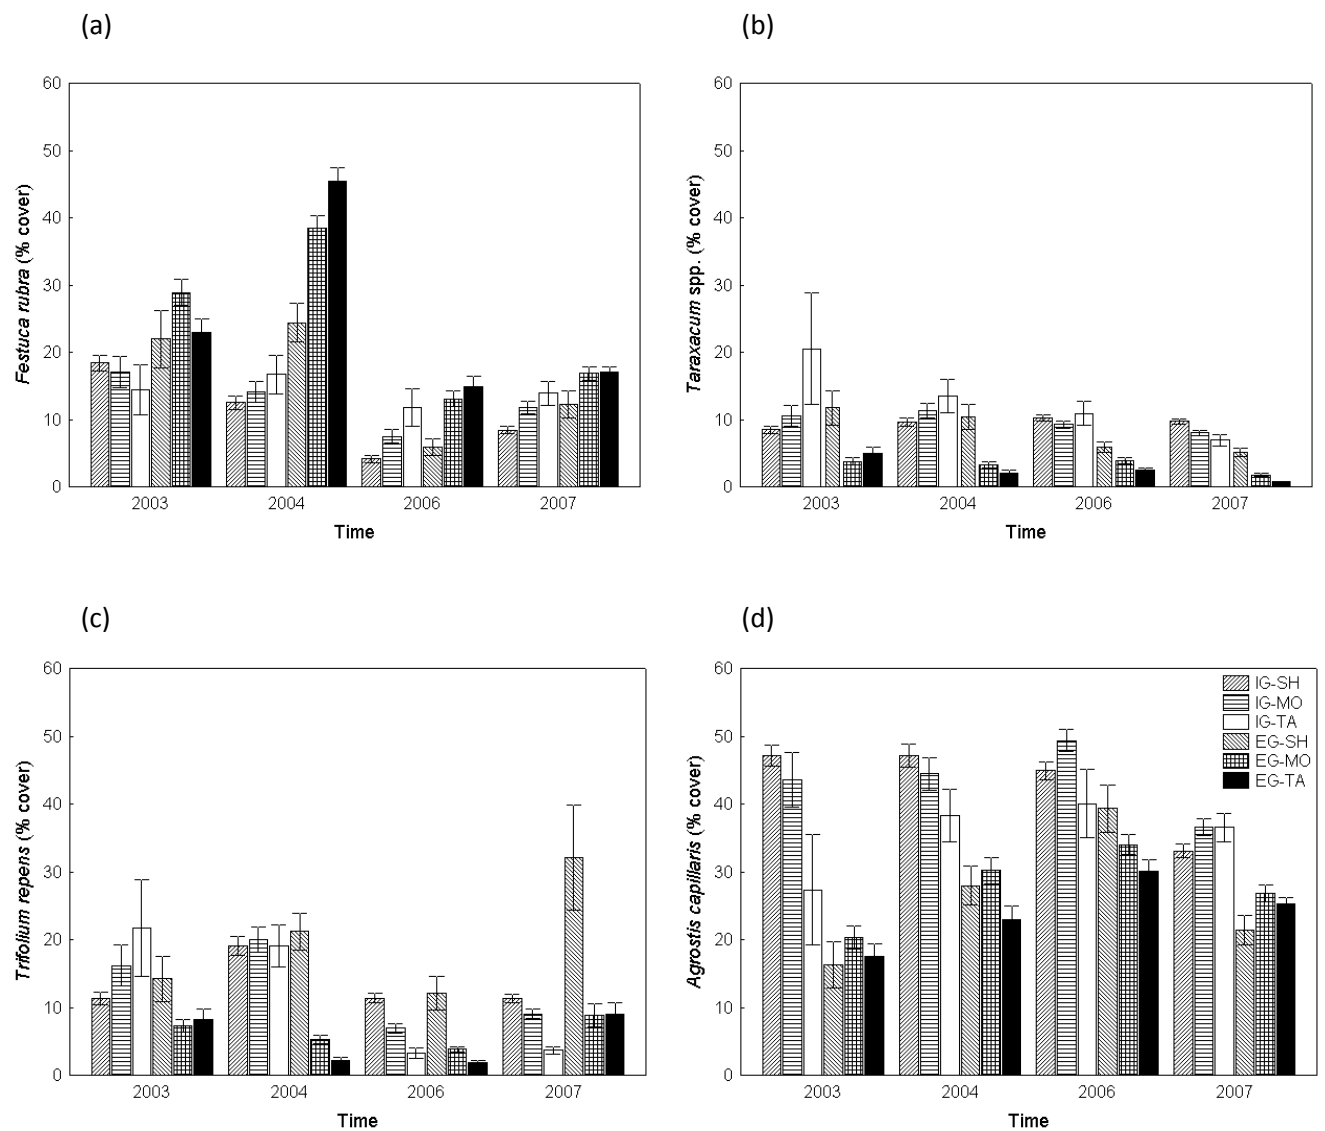 (a)
(b)
60
50
40
30
20
10
0
Festuca rubra (% cover)
2003 2004 2006 2007
Time
60
50
40
30
20
10
0
Taraxacum spp. (% cover)
2003 2004 2006 2007
Time
(c)
(d)
60
50
40
30
20
10
0
Trifolium repens (% cover)
2003 2004 2006 2007
Time
60
50
40
30
20
10
0
Agrostis capillaris (% cover)
IG-SH
IG-MO
IG-TA
EG-SH
EG-MO
EG-TA
2003 2004 2006 2007
Time